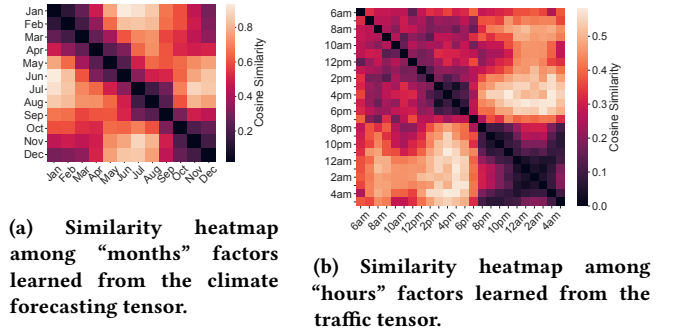 Jan
Feb
Mar
Apr
May
Jun
Jul
Aug
Sep
Oct
Nov
Dec
Jan
Feb
Mar
Apr
May
Jun
Jul
Aug
Sep
Oct
Nov
Dec
0.8
0.6
0.4
0.2
Cosine Similarity
(a) Similarity heatmap
among “months” factors
learned from the climate
forecasting tensor.
6am
8am
10am
12pm
2pm
4pm
6pm
8pm
10pm
12am
2am
4am
6am
8am
10am
12pm
2pm
4pm
6pm
8pm
10pm
12am
2am
4am
0.5
0.4
0.3
0.2
0.1
0.0
Cosine Similarity
(b) Similarity heatmap among
“hours” factors learned from the
traffic tensor.